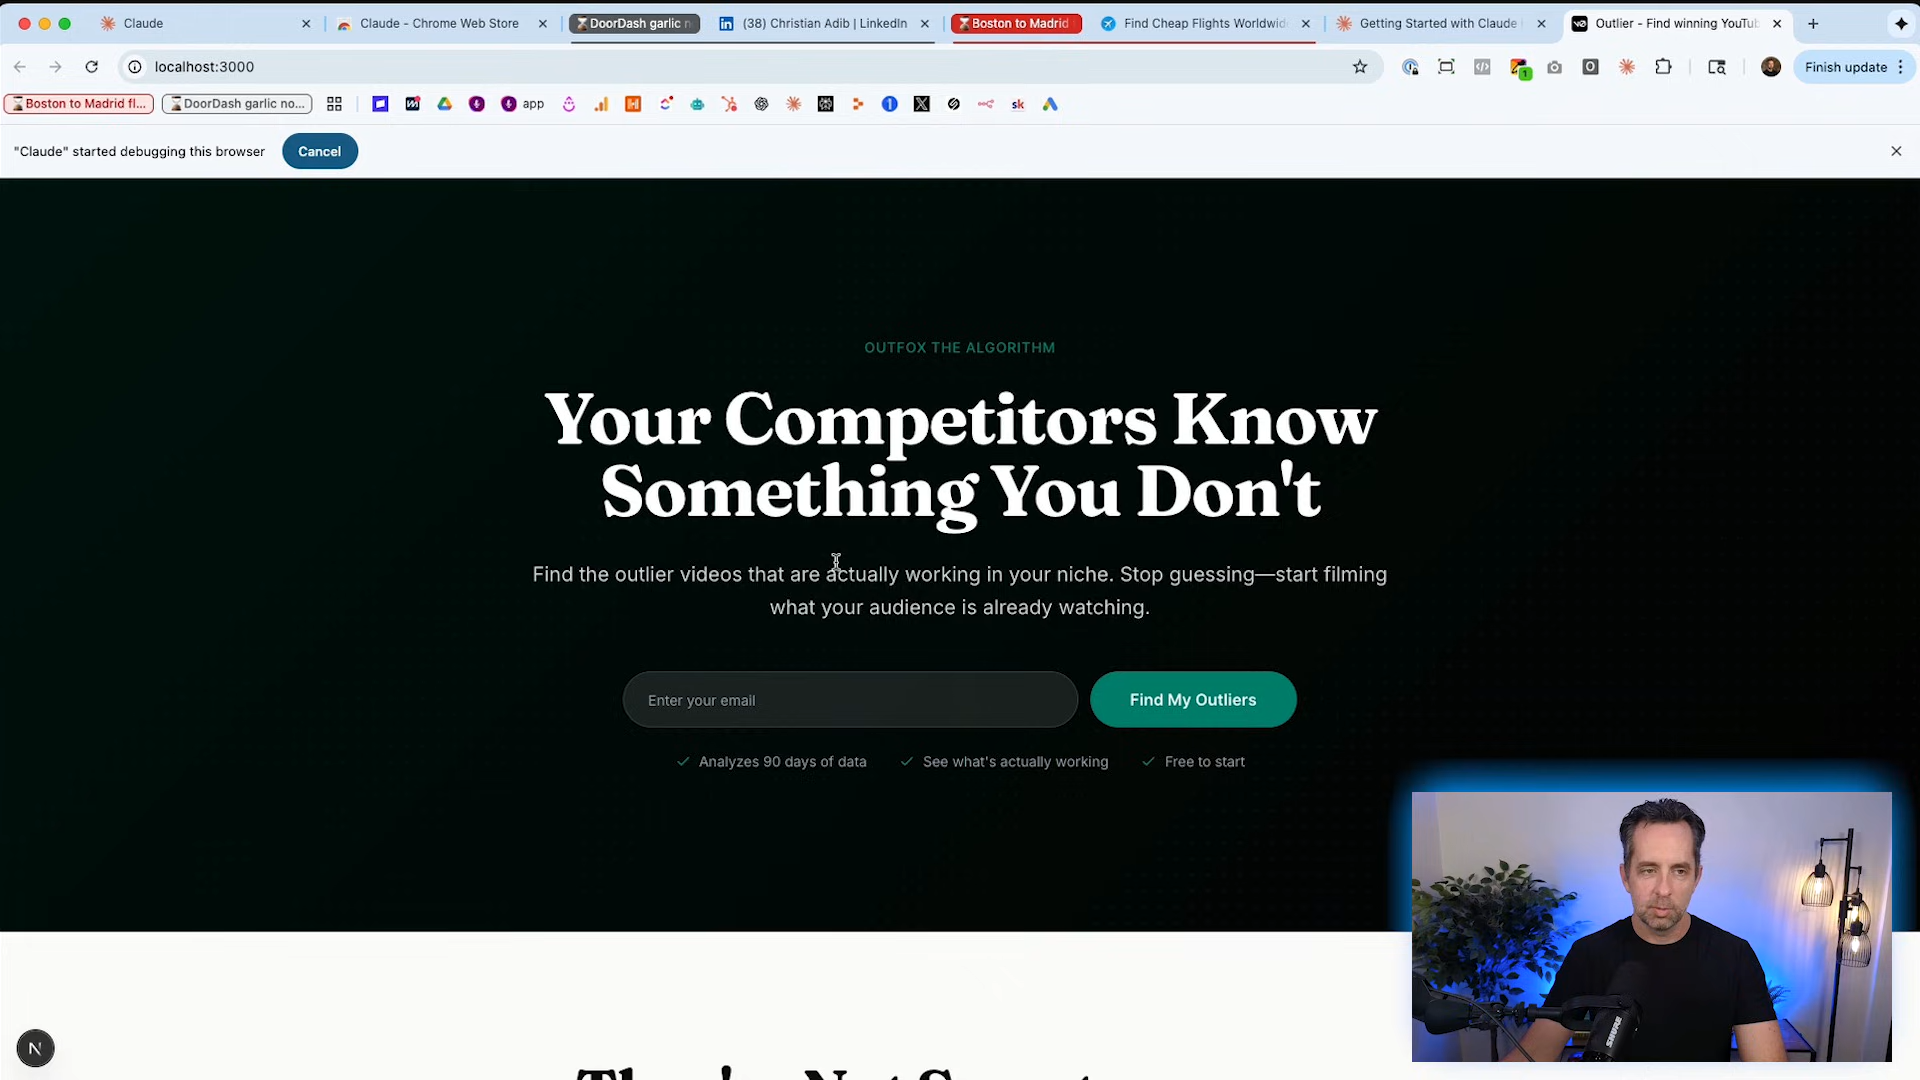 Claude
Claude - Chrome Web Store
DoorDash garlic n
(38) Christian Adib | LinkedIn
Boston to Madrid
Find Cheap Flights Worldwid
Getting Started with Claude
Outlier - Find winning YouTub
localhost:3000
Finish update
Boston to Madrid fl...
DoorDash garlic no...
app
"Claude" started debugging this browser
Cancel
OUTFOX THE ALGORITHM
Your Competitors Know
Something You Don't
Find the outlier videos that are actually working in your niche. Stop guessing—start filming
what your audience is already watching.
Enter your email
Find My Outliers
Analyzes 90 days of data
See what's actually working
Free to start
N
SHURE